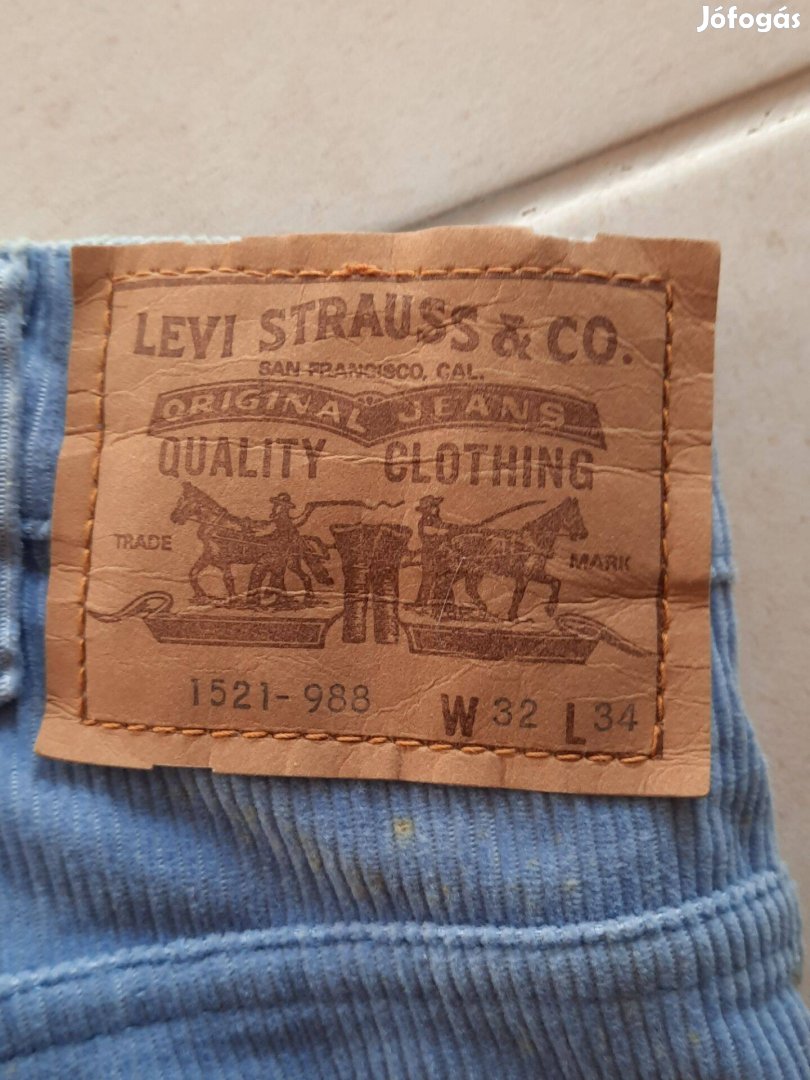 Jófogás
LEVI STRAUSS & CO.
SAN FRANCISCO, CAL.
ORIGINAL JEANS
QUALITY CLOTHING
TRADE MARK
1521-988 W 32 L 34